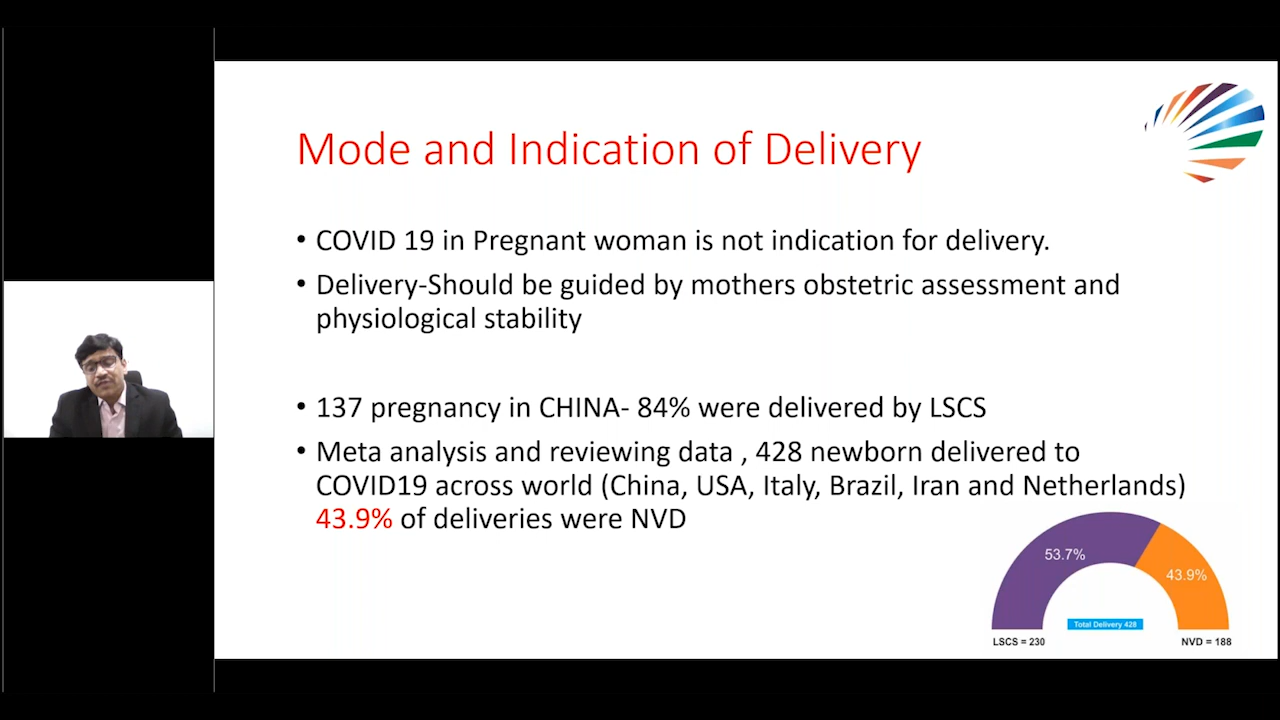 Mode and Indication of Delivery
• COVID 19 in Pregnant woman is not indication for delivery.
• Delivery-Should be guided by mothers obstetric assessment and
physiological stability
• 137 pregnancy in CHINA- 84% were delivered by LSCS
• Meta analysis and reviewing data , 428 newborn delivered to
COVID19 across world (China, USA, Italy, Brazil, Iran and Netherlands)
43.9% of deliveries were NVD
53.7%
43.9%
Total Delivery 428
LSCS = 230
NVD = 188